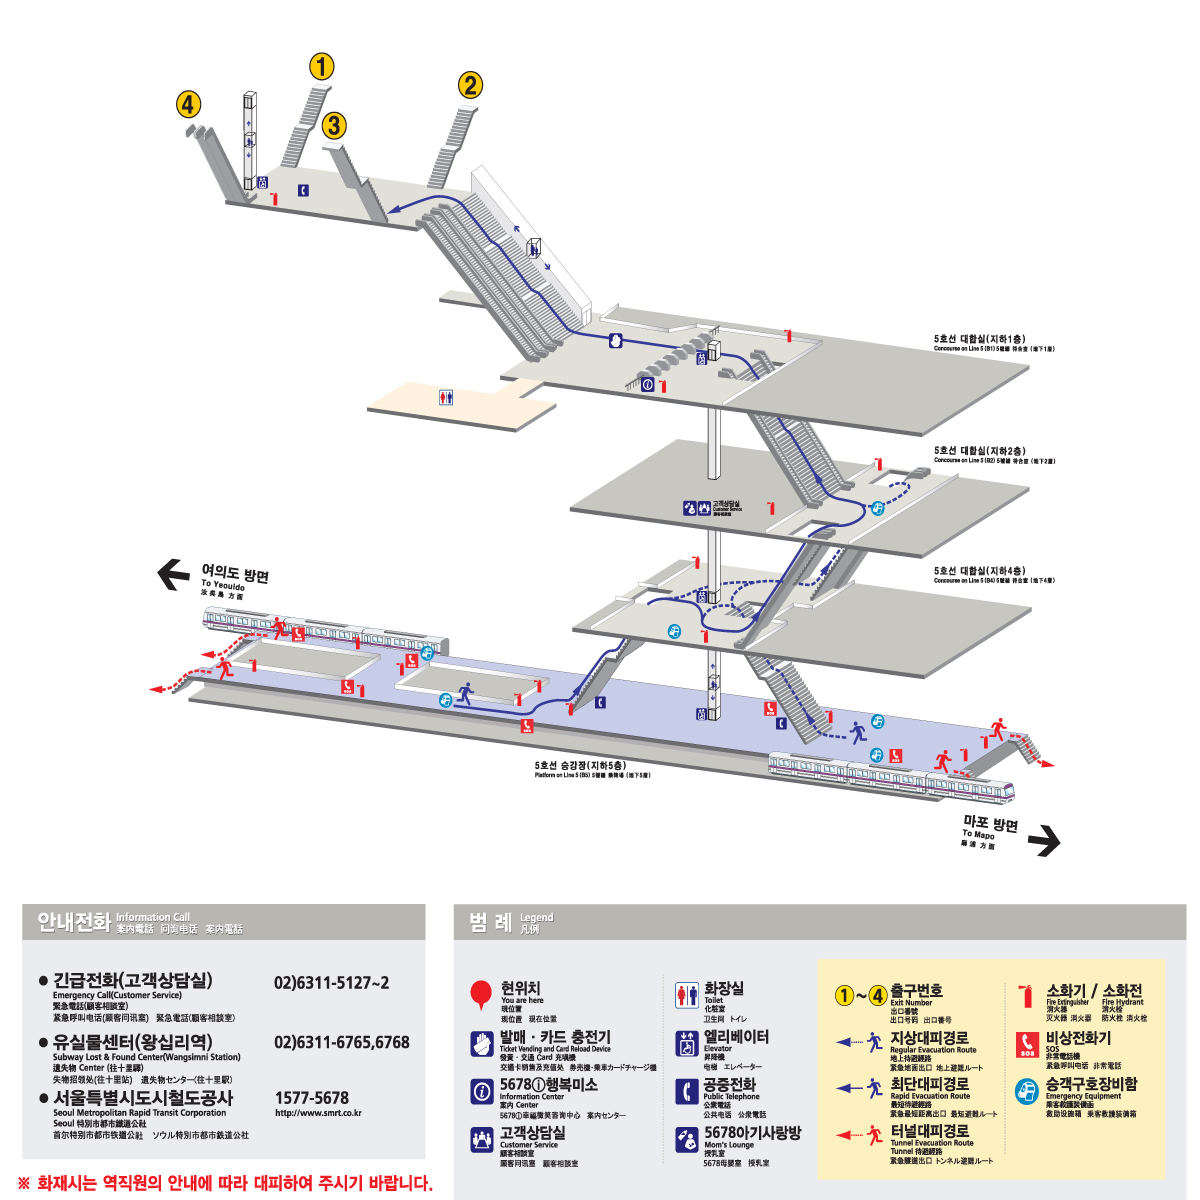 1
2
3
4
5호선 대합실(지하1층)
Concourse on Line 5 (B1) 5號線 待合室 (地下1層)
5호선 대합실(지하2층)
Concourse on Line 5 (B2) 5號線 待合室 (地下2層)
고객상담실
Customer Service
顧客相談室
5호선 대합실(지하4층)
Concourse on Line 5 (B4) 5號線 待合室 (地下4層)
여의도 방면
To Yeouido
汝矣島 方面
SOS
SOS
SOS
SOS
SOS
SOS
5호선 승강장(지하5층)
Platform on Line 5 (B5) 5號線 乘降場 (地下5層)
마포 방면
To Mapo
麻浦 方面
안내전화 Information Call
案内電話 问询电话 案内電話
긴급전화(고객상담실) 02)6311-5127~2
Emergency Call(Customer Service)
緊急電話(顧客相談室)
紧急呼叫电话(顾客问讯室) 緊急電話(顧客相談室)
유실물센터(왕십리역) 02)6311-6765,6768
Subway Lost & Found Center(Wangsimni Station)
遺失物 Center (往十里驛)
失物招领处(往十里站) 遺失物センター(往十里駅)
서울특별시도시철도공사 1577-5678
Seoul Metropolitan Rapid Transit Corporation http://www.smrt.co.kr
Seoul 特別市都市鐵道公社
首尔特别市都市铁道公社 ソウル特別市都市鉄道公社
※ 화재시는 역직원의 안내에 따라 대피하여 주시기 바랍니다.
범 례 Legend
凡例
현위치
You are here
現位置
现位置 現在位置
발매 · 카드 충전기
Ticket Vending and Card Reload Device
發賣 · 交通 Card 充塡機
交通卡销售及充值处 券売機·乗車カードチャージ機
5678ⓘ행복미소
Information Center
案内 Center
5678ⓘ幸福微笑咨询中心 案内センター
고객상담실
Customer Service
顧客相談室
顾客问讯室 顧客相談室
화장실
Toilet
化粧室
卫生间 トイレ
엘리베이터
Elevator
昇降機
电梯 エレベーター
공중전화
Public Telephone
公衆電話
公共电话 公衆電話
5678아기사랑방
Mom's Lounge
授乳室
5678母婴室 授乳室
1 ~ 4 출구번호
Exit Number
出口番號
出口号码 出口番号
지상대피경로
Regular Evacuation Route
地上待避經路
紧急地面出口 地上避難ルート
최단대피경로
Rapid Evacuation Route
最短待避經路
紧急最短距离出口 最短避難ルート
터널대피경로
Tunnel Evacuation Route
Tunnel 待避經路
紧急隧道出口 トンネル避難ルート
소화기 / 소화전
Fire Extinguisher Fire Hydrant
消火器 消火栓
灭火器 消火器 防火栓 消火栓
비상전화기
SOS
SOS
非常電話機
紧急呼叫电话 非常電話
승객구호장비함
Emergency Equipment
乘客救護裝備函
救助设施箱 乗客救護装備箱